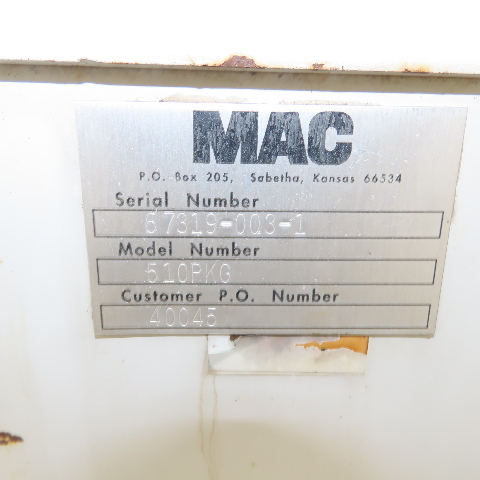 MAC
P.O. Box 205, Sabetha, Kansas 66534
Serial Number
67319-003-1
Model Number
510PKG
Customer P.O. Number
40045